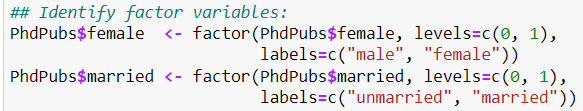 ## Identify factor variables:
PhdPubs$female  <- factor(PhdPubs$female, levels=c(0, 1),
                          labels=c("male", "female"))
PhdPubs$married <- factor(PhdPubs$married, levels=c(0, 1),
                          labels=c("unmarried", "married"))